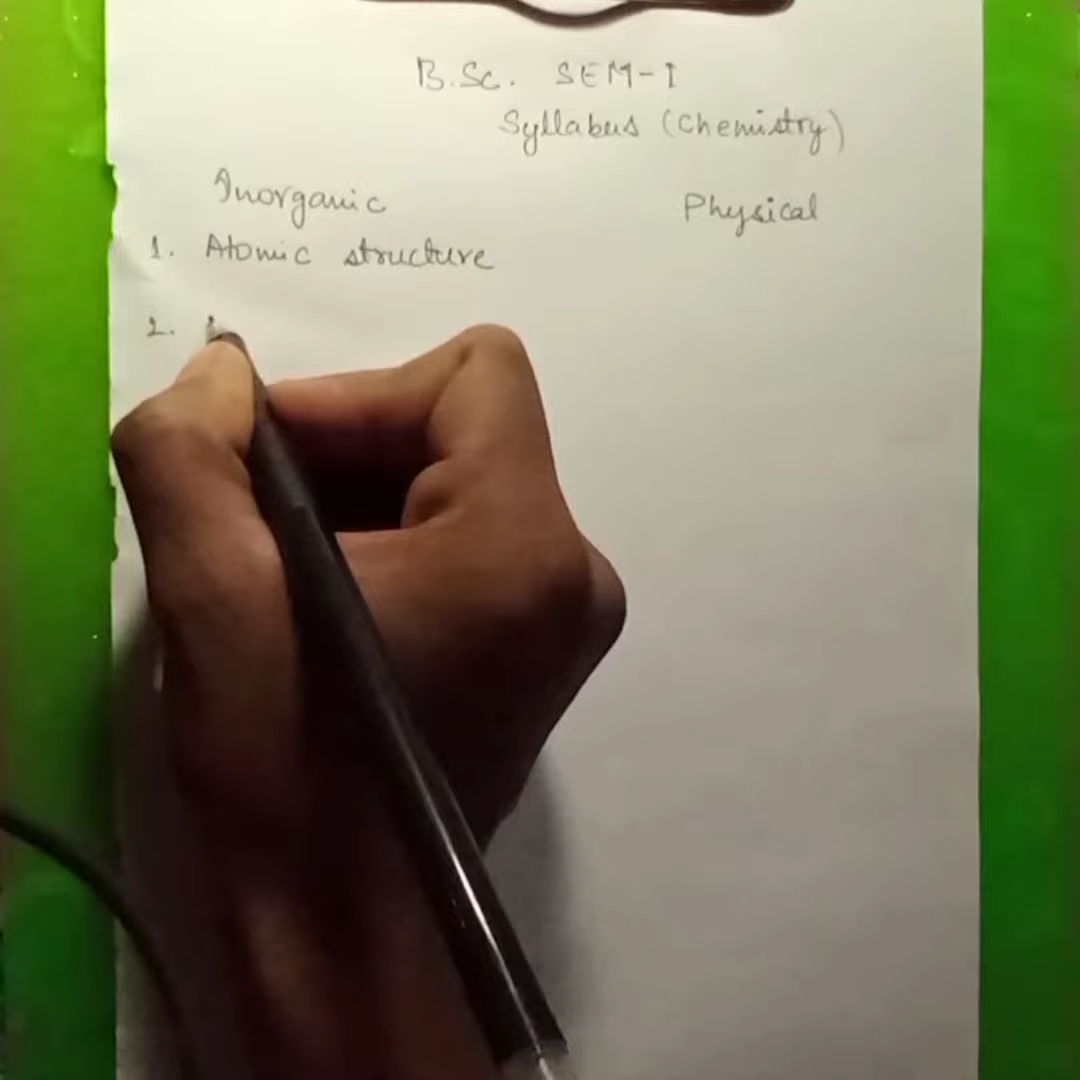 B.Sc. SEM-I
Syllabus (Chemistry)
Inorganic Physical
1. Atomic structure
2.